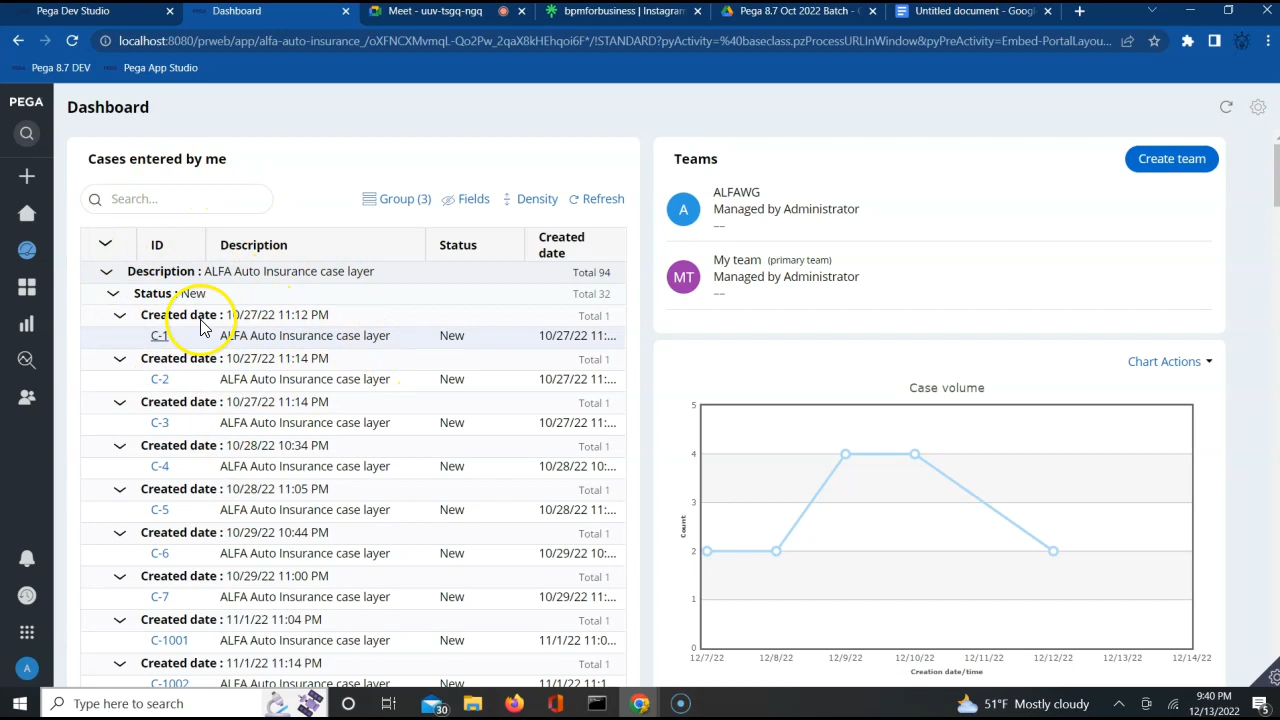 Pega Dev Studio
Dashboard
Meet - uuv-tsgq-ngq
bpmforbusiness | Instagram
Pega 8.7 Oct 2022 Batch - 
Untitled document - Googl
localhost:8080/prweb/app/alfa-auto-insurance_/oXFNCXMvmqL-Qo2Pw_2qaX8kHEhqoi6F*/!STANDARD?pyActivity=%40baseclass.pzProcessURLInWindow&pyPreActivity=Embed-PortalLayou...
Pega 8.7 DEV
Pega App Studio
PEGA
Dashboard
Cases entered by me
Search...
Group (3)
Fields
Density
Refresh
ID
Description
Status
Created date
Description : ALFA Auto Insurance case layer Total 94
Status : New Total 32
Created date : 10/27/22 11:12 PM Total 1
C-1 ALFA Auto Insurance case layer New 10/27/22 11:...
Created date : 10/27/22 11:14 PM Total 1
C-2 ALFA Auto Insurance case layer New 10/27/22 11:...
Created date : 10/27/22 11:14 PM Total 1
C-3 ALFA Auto Insurance case layer New 10/27/22 11:...
Created date : 10/28/22 10:34 PM Total 1
C-4 ALFA Auto Insurance case layer New 10/28/22 10:...
Created date : 10/28/22 11:05 PM Total 1
C-5 ALFA Auto Insurance case layer New 10/28/22 11:...
Created date : 10/29/22 10:44 PM Total 1
C-6 ALFA Auto Insurance case layer New 10/29/22 10:...
Created date : 10/29/22 11:00 PM Total 1
C-7 ALFA Auto Insurance case layer New 10/29/22 11:...
Created date : 11/1/22 11:04 PM Total 1
C-1001 ALFA Auto Insurance case layer New 11/1/22 11:0...
Created date : 11/1/22 11:14 PM Total 1
C-1002 ALFA Auto Insurance case layer New 11/1/22 11:1...
Teams
Create team
A
ALFAWG
Managed by Administrator
--
MT
My team (primary team)
Managed by Administrator
--
Chart Actions
Case volume
5
4
3
2
1
0
Count
12/7/22 12/8/22 12/9/22 12/10/22 12/11/22 12/12/22 12/13/22 12/14/22
Creation date/time
A
Type here to search
30
51°F Mostly cloudy
9:40 PM
12/13/2022
5